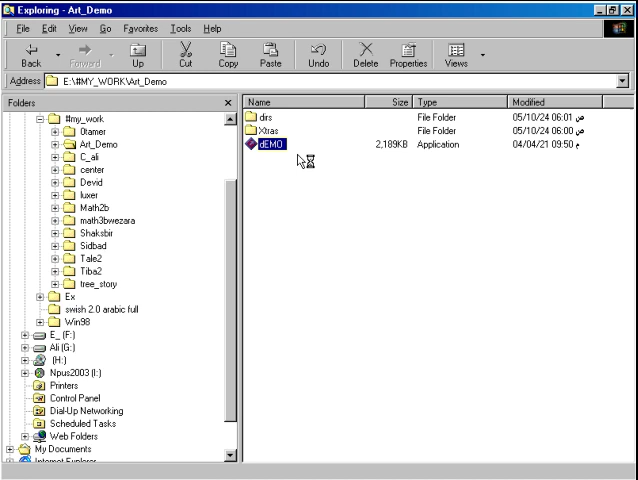 Exploring - Art_Demo
File Edit View Go Favorites Tools Help
Back Forward Up Cut Copy Paste Undo Delete Properties Views
Address E:\#MY_WORK\Art_Demo
Folders
#my_work
0tamer
Art_Demo
C_ali
center
Devid
luxer
Math2b
math3bwezara
Shaksbir
Sidbad
Tale2
Tiba2
tree_story
Ex
swish 2.0 arabic full
Win98
E_ (F:)
Ali (G:)
(H:)
Npus2003 (I:)
Printers
Control Panel
Dial-Up Networking
Scheduled Tasks
Web Folders
My Documents
Internet Explorer
Name Size Type Modified
dirs File Folder 05/10/24 06:01 ص
Xtras File Folder 05/10/24 06:00 ص
dEMO 2,189KB Application 04/04/21 09:50 م